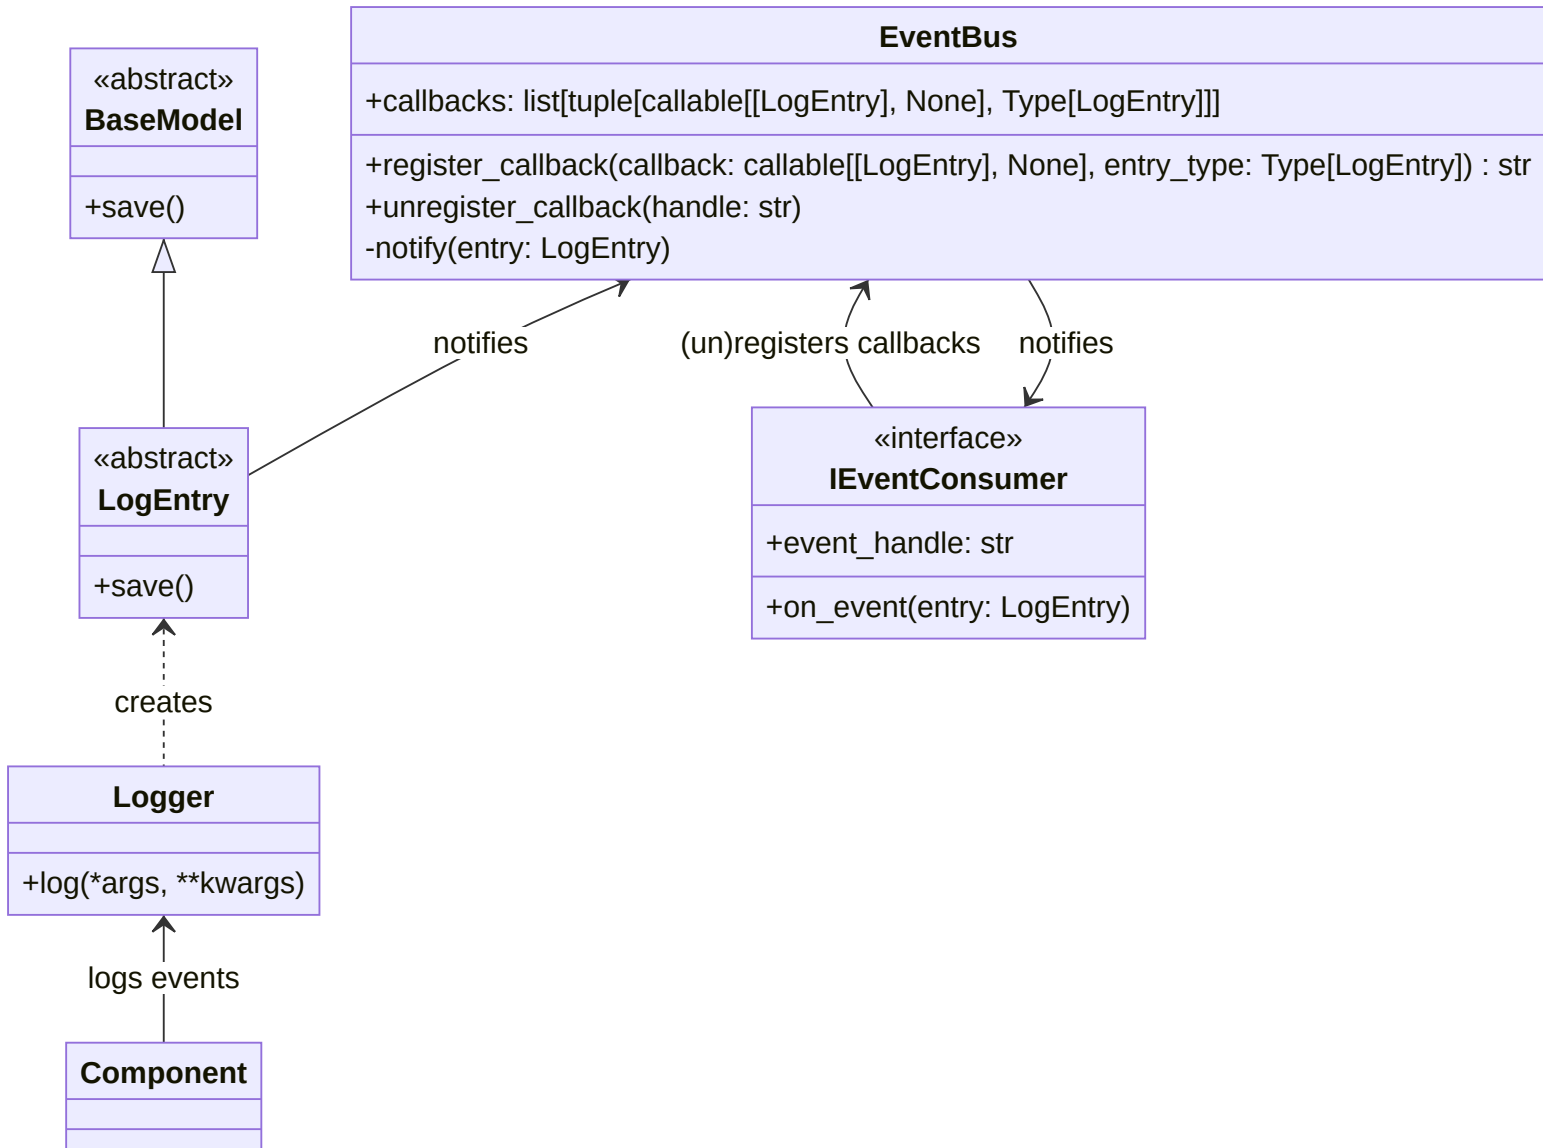 «abstract»
BaseModel
+save()
EventBus
+callbacks: list[tuple[callable[[LogEntry], None], Type[LogEntry]]]
+register_callback(callback: callable[[LogEntry], None], entry_type: Type[LogEntry]) : str
+unregister_callback(handle: str)
-notify(entry: LogEntry)
notifies
(un)registers callbacks
notifies
«abstract»
LogEntry
+save()
«interface»
IEventConsumer
+event_handle: str
+on_event(entry: LogEntry)
creates
Logger
+log(*args, **kwargs)
logs events
Component